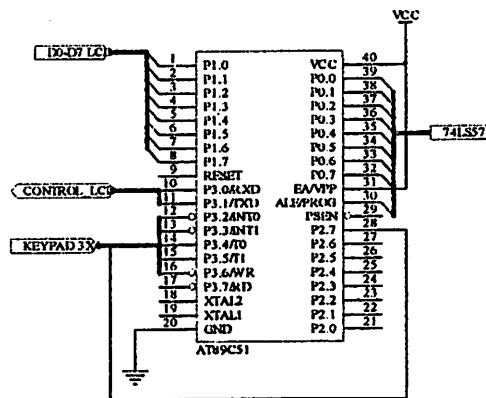 VCC
D0-D7 LC
1 P1.0 VCC 40
2 P1.1 P0.0 39
3 P1.2 P0.1 38
4 P1.3 P0.2 37
5 P1.4 P0.3 36
6 P1.5 P0.4 35
7 P1.6 P0.5 34
8 P1.7 P0.6 33
9 RESET P0.7 32
10 P3.0/RXD EA/VPP 31
11 P3.1/TXD ALE/PROG 30
12 P3.2/INT0 PSEN 29
13 P3.3/INT1 P2.7 28
14 P3.4/T0 P2.6 27
15 P3.5/T1 P2.5 26
16 P3.6/WR P2.4 25
17 P3.7/RD P2.3 24
18 XTAL2 P2.2 23
19 XTAL1 P2.1 22
20 GND P2.0 21
74LS57
CONTROL_LC
KEYPAD 3X
AT89C51